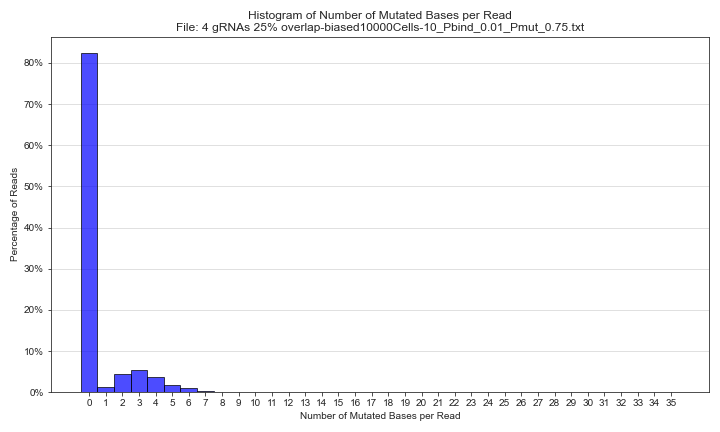 Histogram of Number of Mutated Bases per Read
File: 4 gRNAs 25% overlap-biased10000Cells-10_Pbind_0.01_Pmut_0.75.txt
80%
70%
60%
50%
40%
30%
20%
10%
0%
Percentage of Reads
0 1 2 3 4 5 6 7 8 9 10 11 12 13 14 15 16 17 18 19 20 21 22 23 24 25 26 27 28 29 30 31 32 33 34 35
Number of Mutated Bases per Read